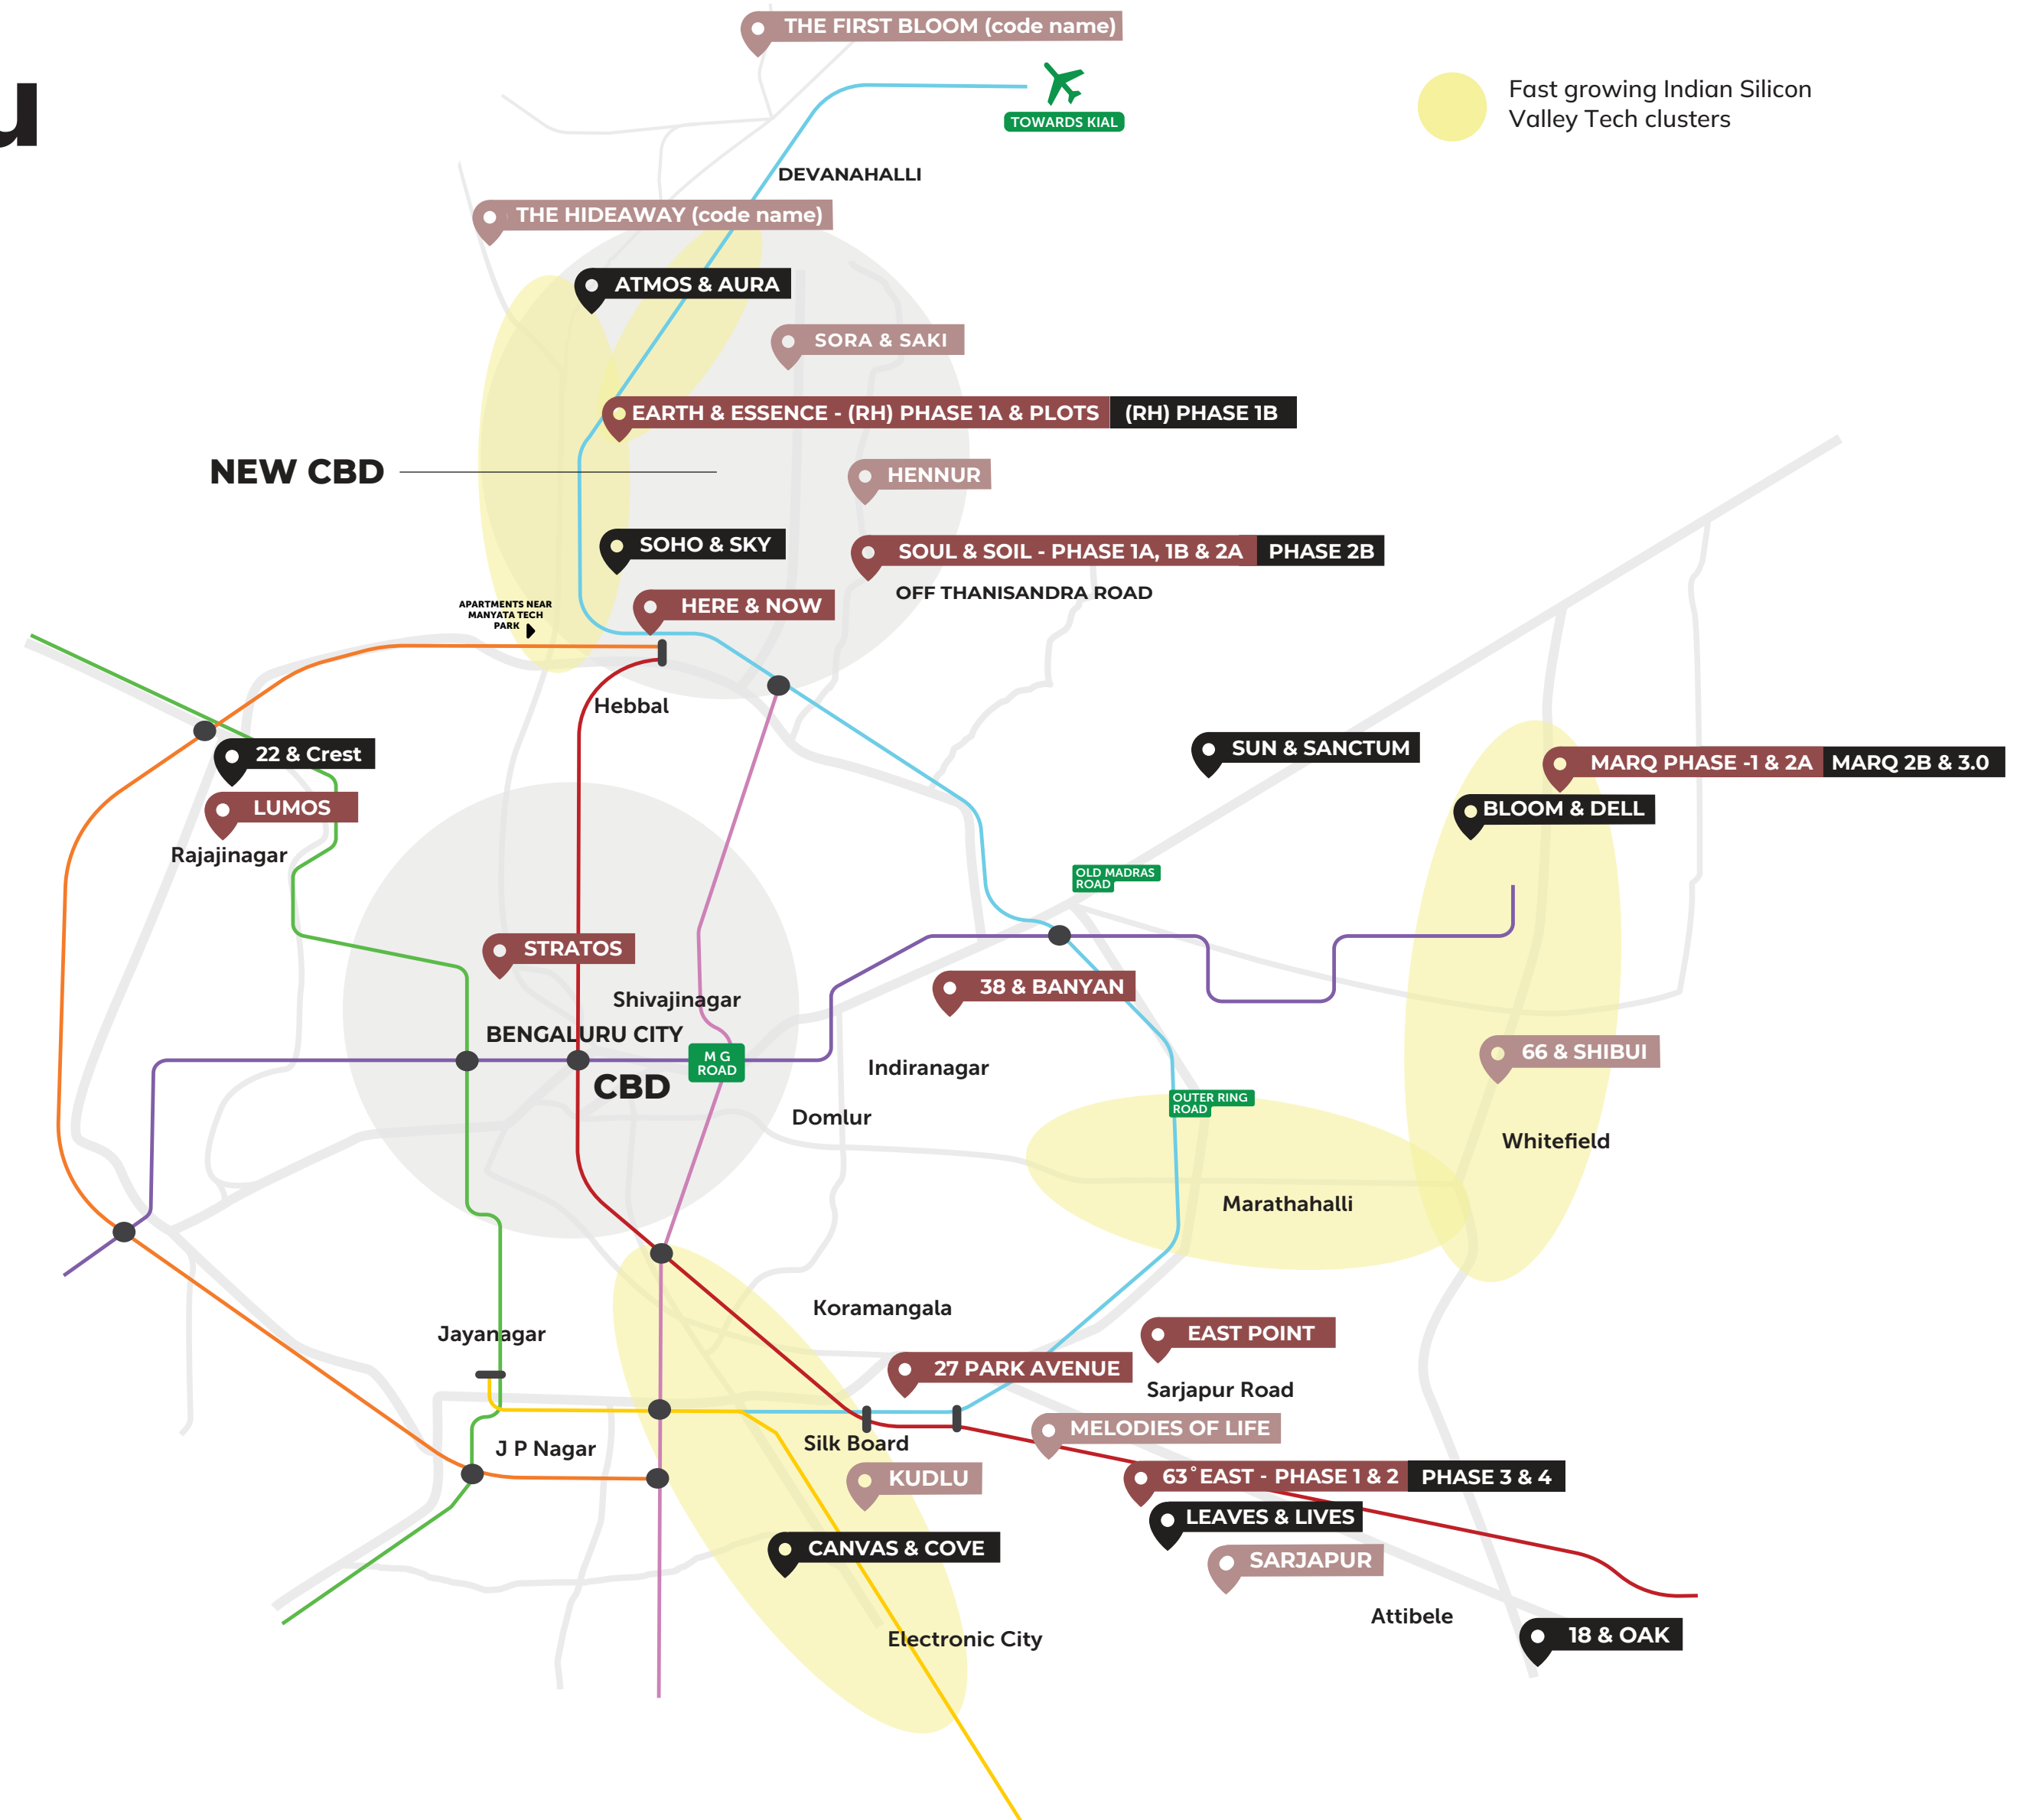 u
THE FIRST BLOOM (code name)
TOWARDS KIAL
Fast growing Indian Silicon
Valley Tech clusters
DEVANAHALLI
THE HIDEAWAY (code name)
ATMOS & AURA
SORA & SAKI
EARTH & ESSENCE - (RH) PHASE 1A & PLOTS (RH) PHASE 1B
NEW CBD
HENNUR
SOHO & SKY
SOUL & SOIL - PHASE 1A, 1B & 2A PHASE 2B
OFF THANISANDRA ROAD
APARTMENTS NEAR
MANYATA TECH
PARK
HERE & NOW
Hebbal
22 & Crest
LUMOS
Rajajinagar
SUN & SANCTUM
MARQ PHASE -1 & 2A MARQ 2B & 3.0
BLOOM & DELL
OLD MADRAS
ROAD
STRATOS
38 & BANYAN
Shivajinagar
BENGALURU CITY
CBD
M G
ROAD
Indiranagar
Domlur
66 & SHIBUI
OUTER RING
ROAD
Whitefield
Marathahalli
Koramangala
Jayanagar
EAST POINT
27 PARK AVENUE
Sarjapur Road
MELODIES OF LIFE
J P Nagar
Silk Board
KUDLU
63°EAST - PHASE 1 & 2 PHASE 3 & 4
LEAVES & LIVES
CANVAS & COVE
SARJAPUR
Attibele
Electronic City
18 & OAK